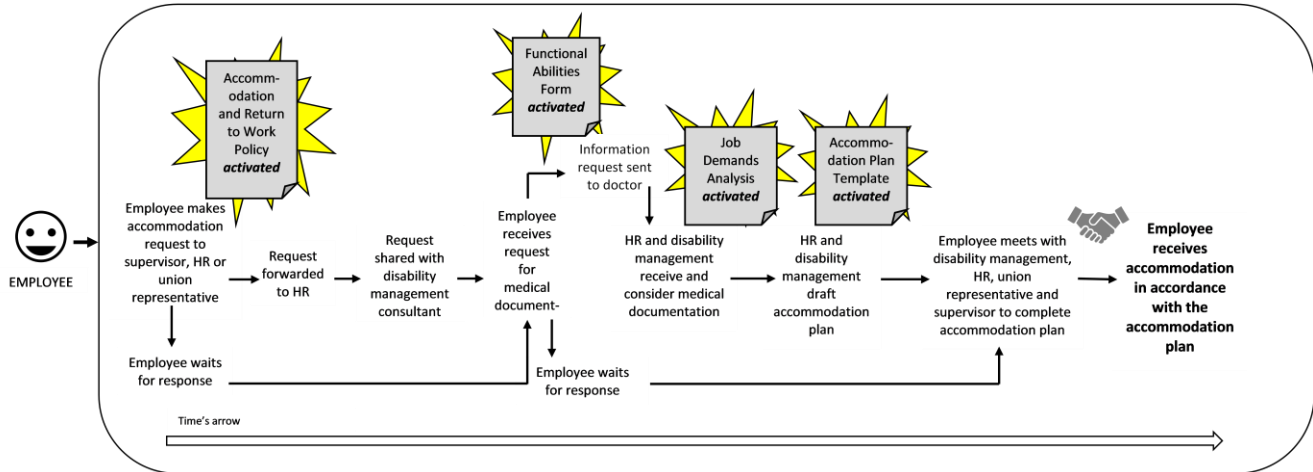 Accomm-
odation
and Return
to Work
Policy
activated
Functional
Abilities
Form
activated
Job
Demands
Analysis
activated
Accommo-
dation Plan
Template
activated
EMPLOYEE
Employee makes
accommodation
request to
supervisor, HR or
union
representative
Request
forwarded
to HR
Request
shared with
disability
management
consultant
Employee
receives
request
for
medical
document-
Information
request sent
to doctor
HR and disability
management
receive and
consider medical
documentation
HR and
disability
management
draft
accommodation
plan
Employee meets with
disability management,
HR, union
representative and
supervisor to complete
accommodation plan
Employee
receives
accommodation
in accordance
with the
accommodation
plan
Employee waits
for response
Employee waits
for response
Time's arrow